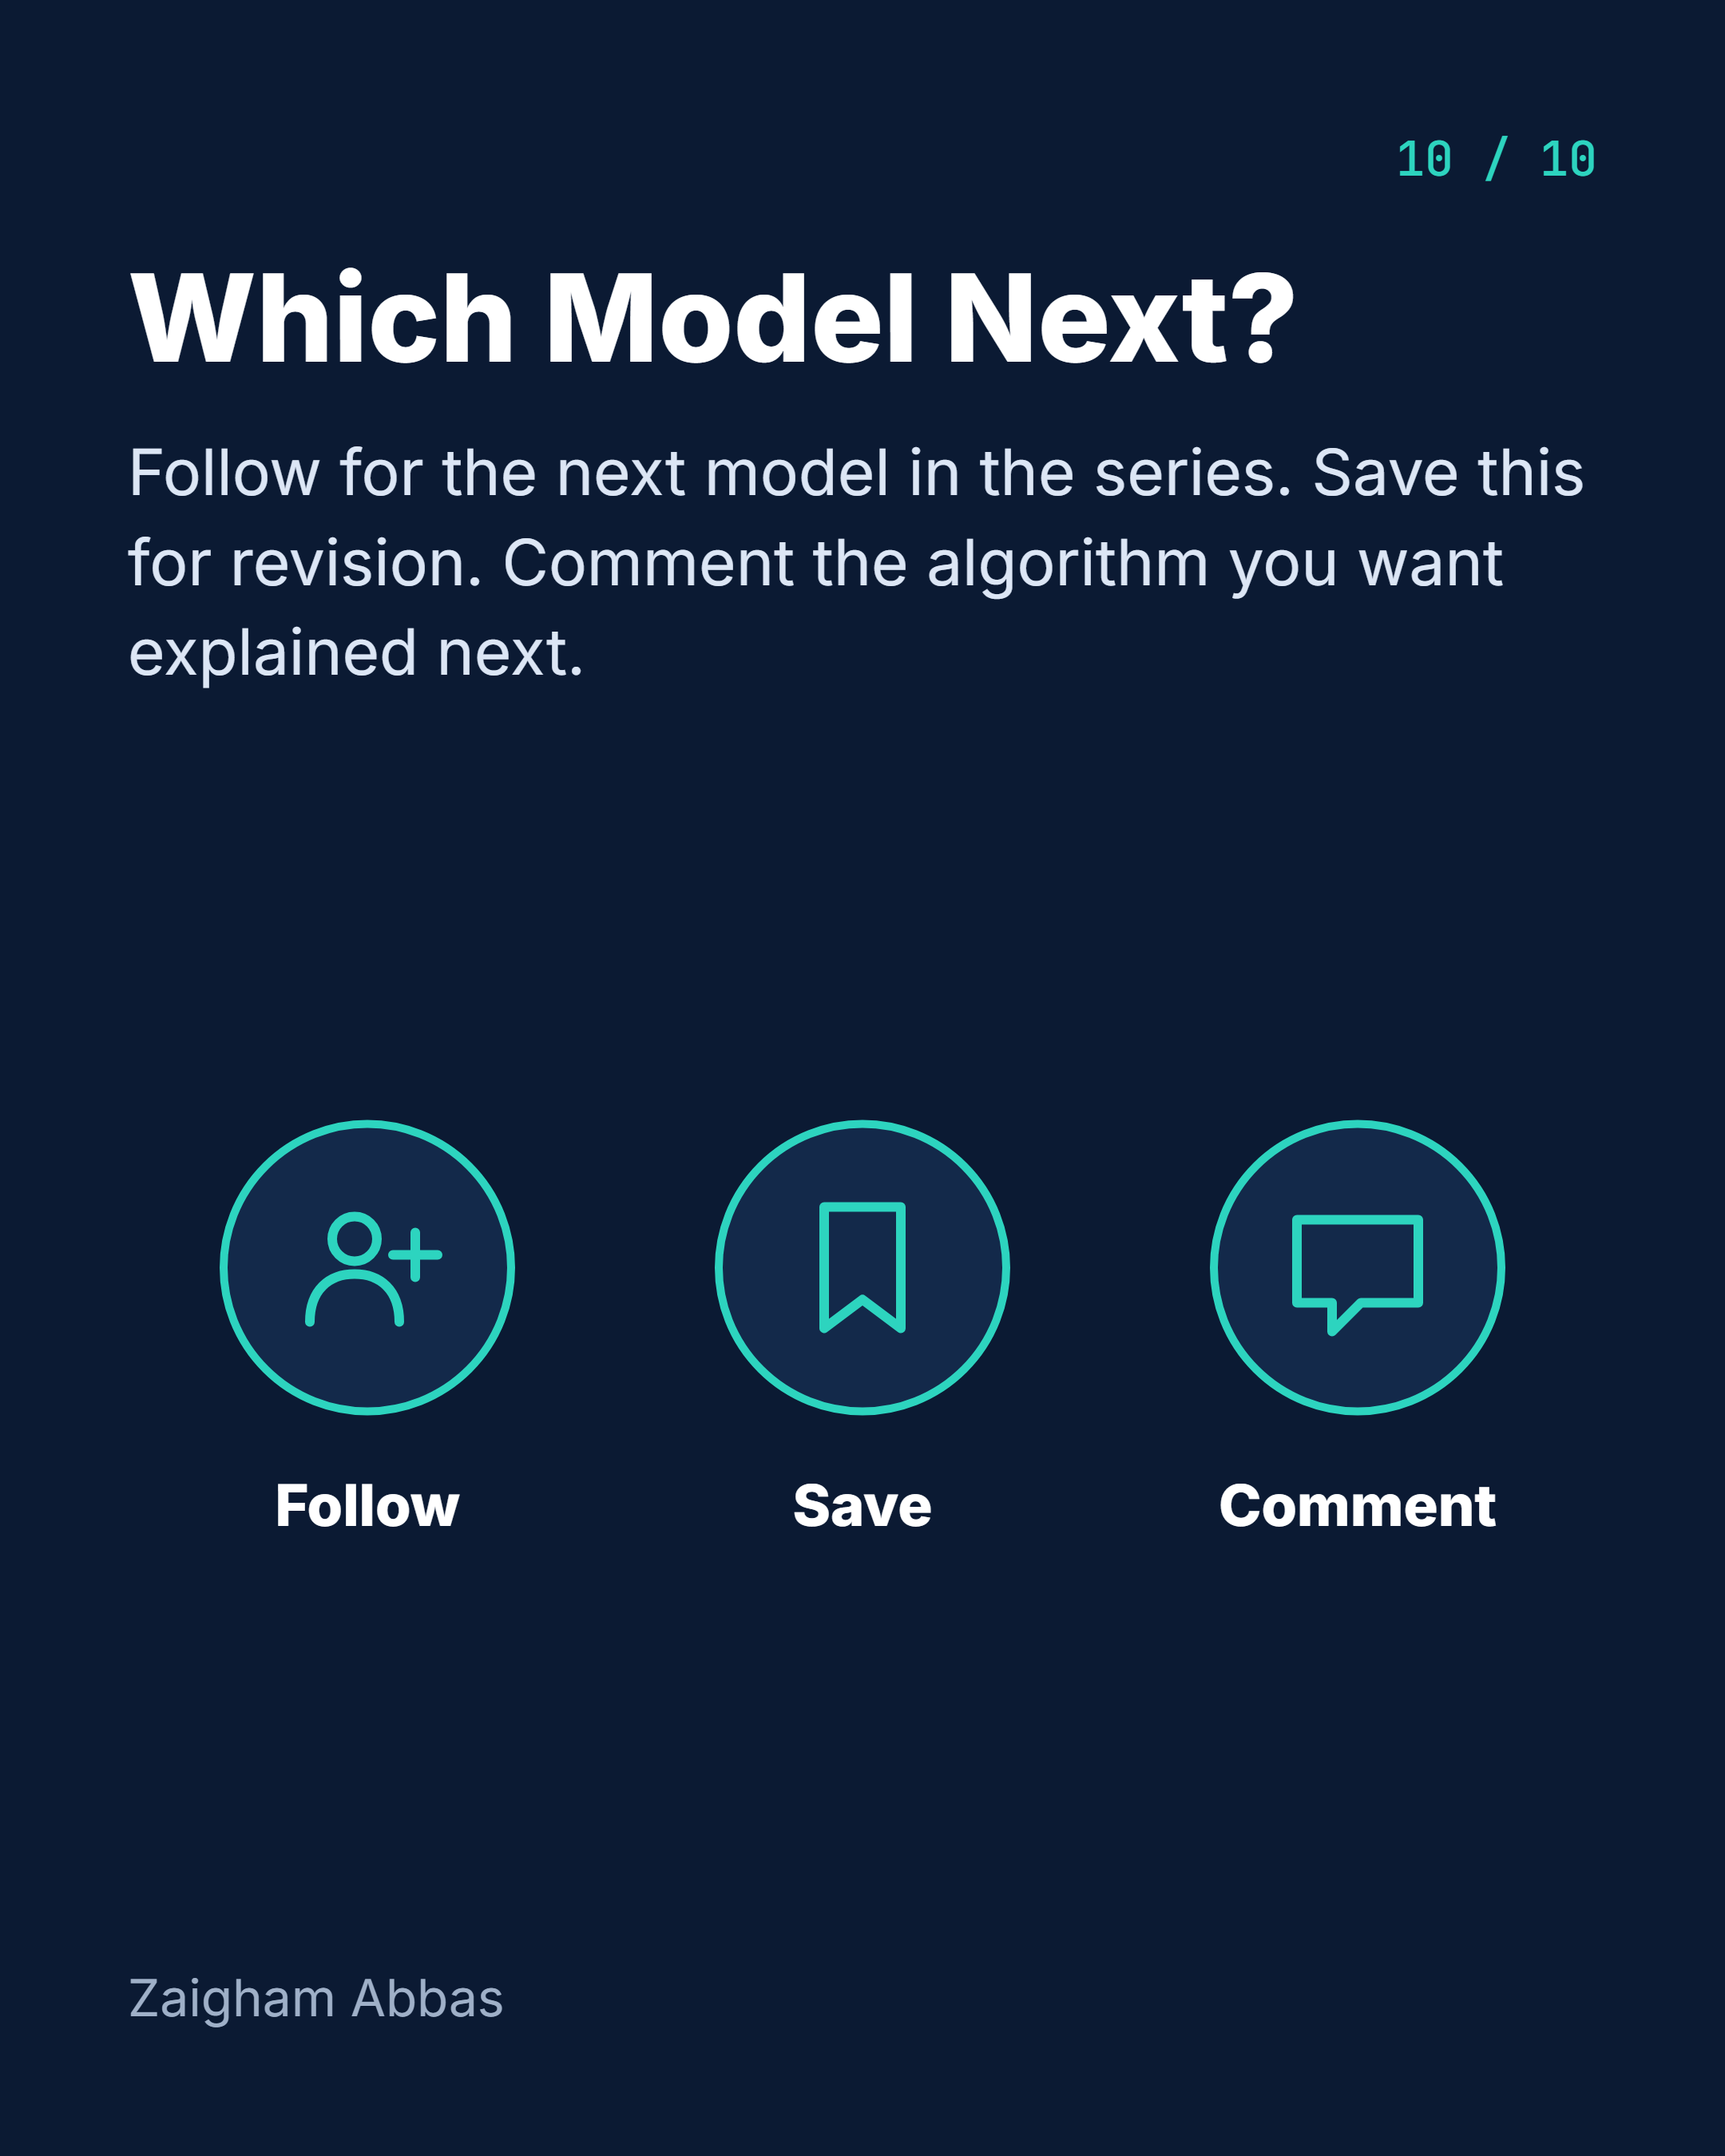 10 / 10
Which Model Next?
Follow for the next model in the series. Save this
for revision. Comment the algorithm you want
explained next.
Follow
Save
Comment
Zaigham Abbas